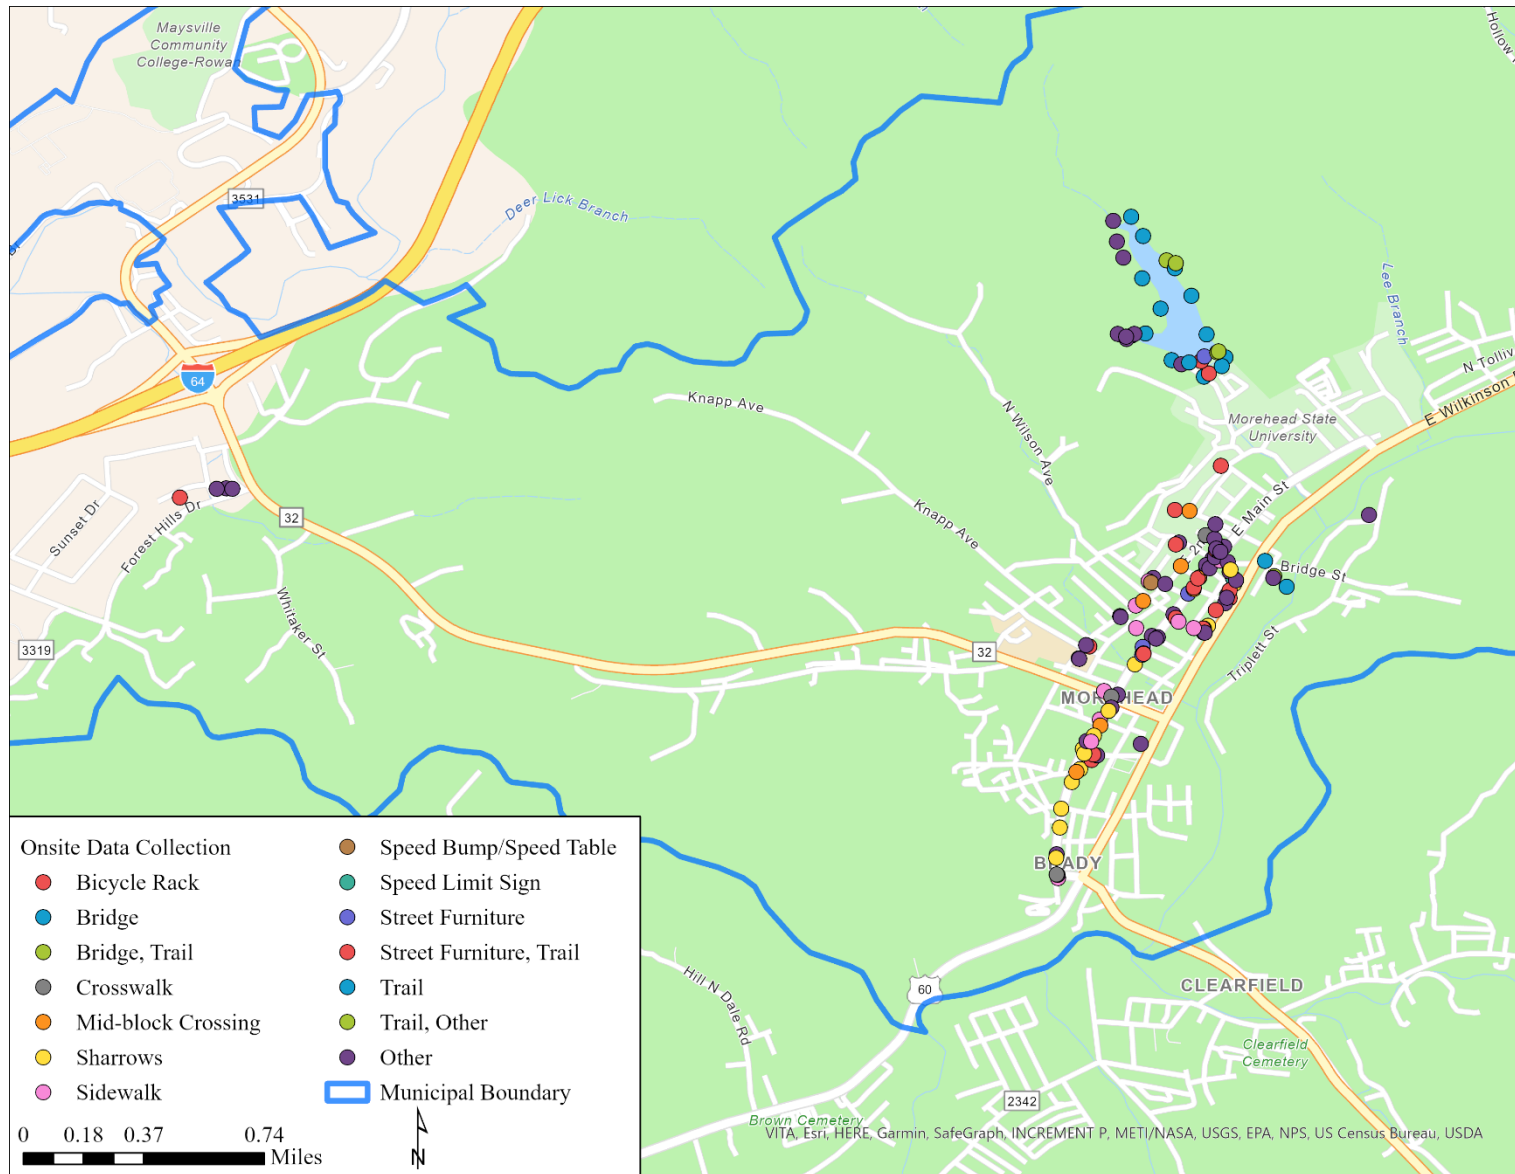 Maysville
Community
College-Rowan
Hollow
3531
Deer Lick Branch
Lee Branch
64
N Tolliv
E Wilkinson
Knapp Ave
N Wilson Ave
Morehead State
University
Sunset Dr
Forest Hills Dr
32
Knapp Ave
E Main St
Bridge St
Whitaker St
3319
32
Triplett St
MOREHEAD
BRADY
Onsite Data Collection
Bicycle Rack
Bridge
Bridge, Trail
Crosswalk
Mid-block Crossing
Sharrows
Sidewalk
Speed Bump/Speed Table
Speed Limit Sign
Street Furniture
Street Furniture, Trail
Trail
Trail, Other
Other
Municipal Boundary
0 0.18 0.37 0.74
Miles
N
Hill N Dale Rd
60
CLEARFIELD
Clearfield
Cemetery
2342
Brown Cemetery
VITA, Esri, HERE, Garmin, SafeGraph, INCREMENT P, METI/NASA, USGS, EPA, NPS, US Census Bureau, USDA